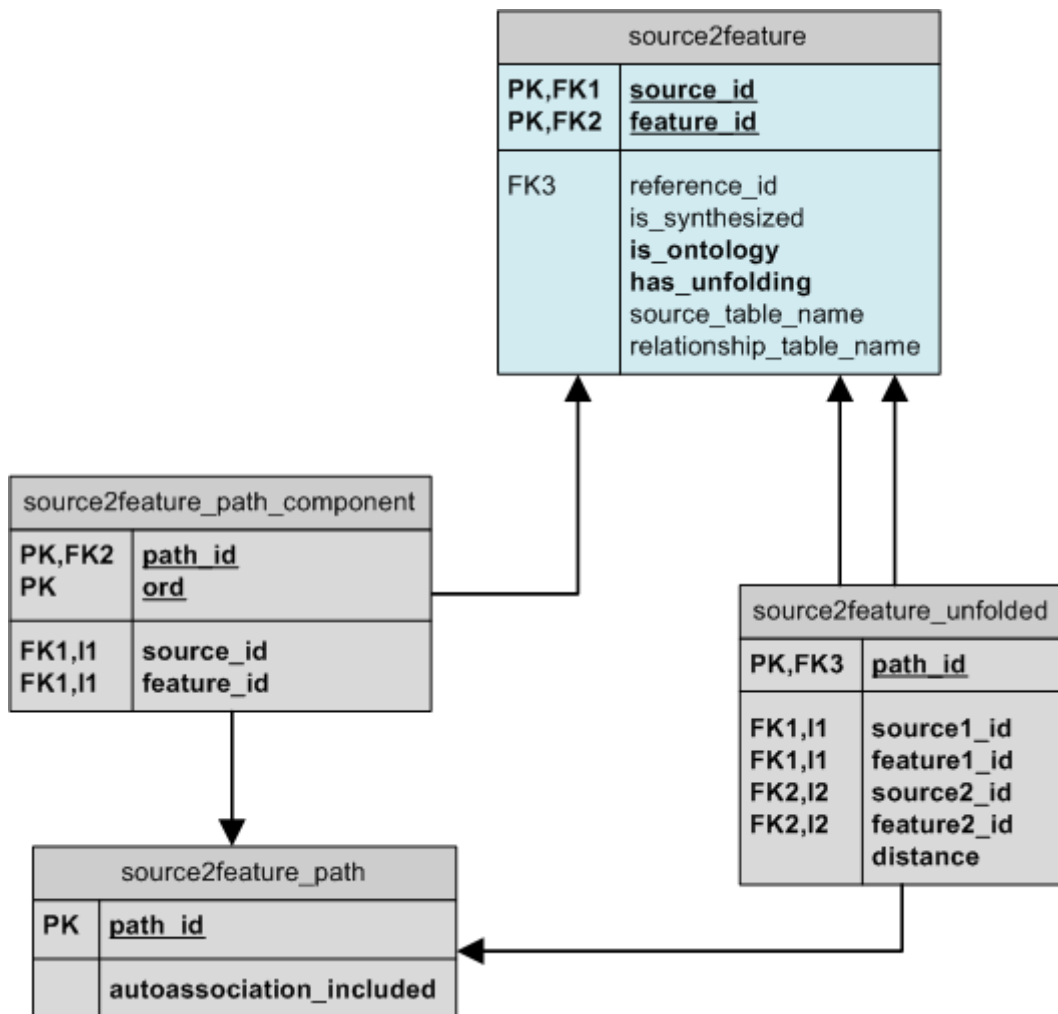 source2feature
PK,FK1 source_id
PK,FK2 feature_id
FK3 reference_id
is_synthesized
is_ontology
has_unfolding
source_table_name
relationship_table_name
source2feature_path_component
PK,FK2 path_id
PK ord
FK1,I1 source_id
FK1,I1 feature_id
source2feature_unfolded
PK,FK3 path_id
FK1,I1 source1_id
FK1,I1 feature1_id
FK2,I2 source2_id
FK2,I2 feature2_id
distance
source2feature_path
PK path_id
autoassociation_included